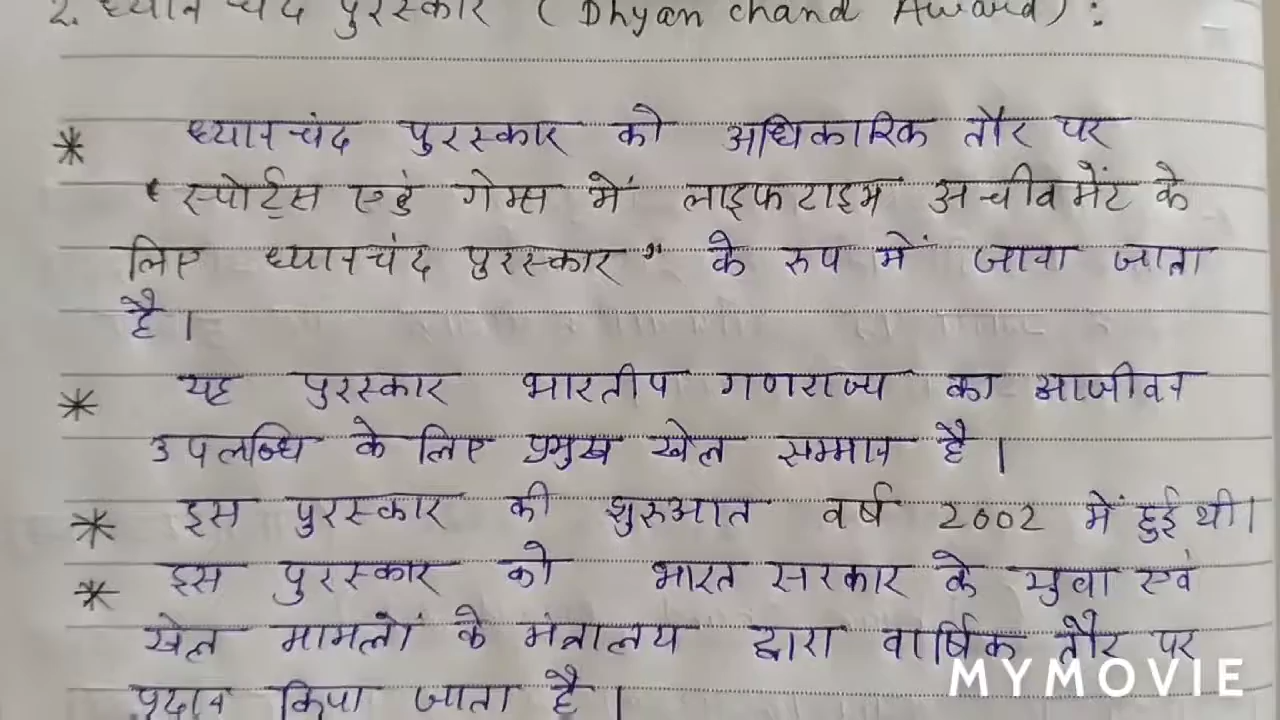 2. ध्यान चंद पुरस्कार ( Dhyan chand Award ) :
* ध्यानचंद पुरस्कार को अधिकारिक तौर पर
" स्पोर्ट्स एण्डं गेम्स में लाइफटाइम अचीवमेंट के
लिए ध्यानचंद पुरस्कार " के रुप में जाना जाता
है ।
* यह पुरस्कार भारतीय गणराज्य का आजीवन
उपलब्धि के लिए प्रमुख खेल सम्मान है ।
* इस पुरस्कार की शुरुआत वर्ष 2002 में हुई थी।
* इस पुरस्कार को भारत सरकार के युवा एवं
खेल मामलों के मंत्रालय द्वारा वार्षिक तौर पर
प्रदान किया जाता है ।
MYMOVIE